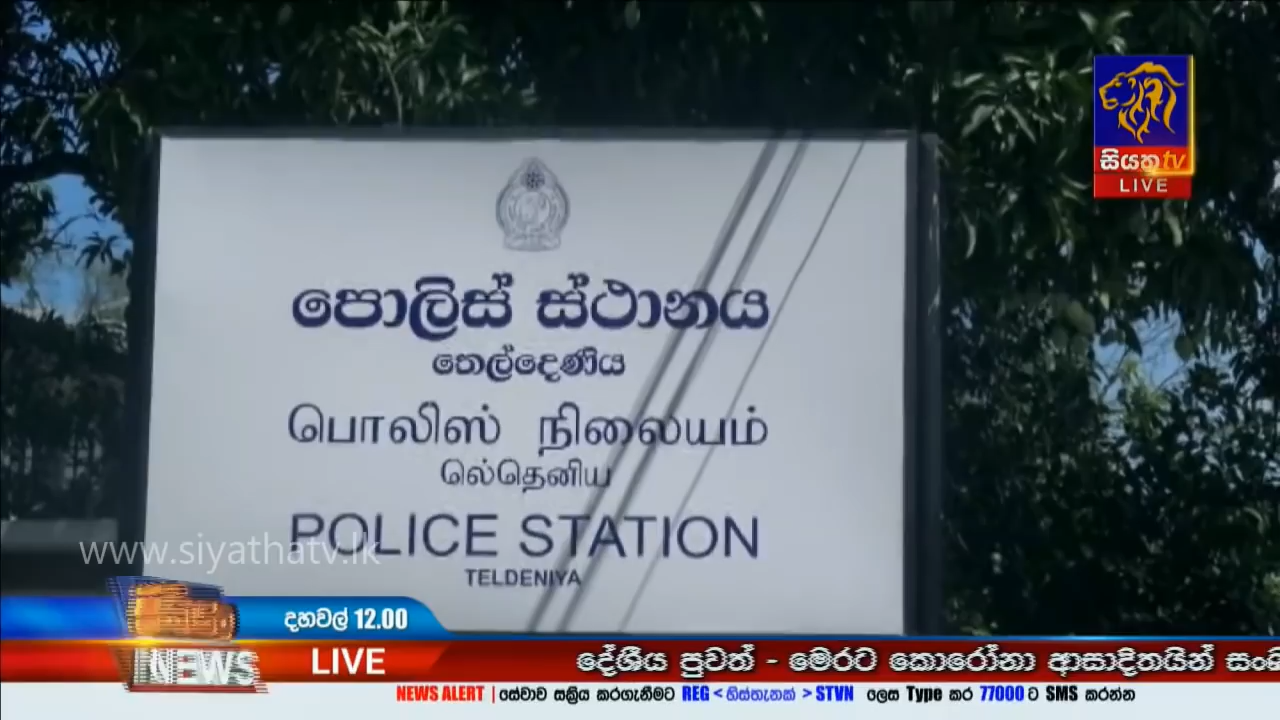 සියත tv
LIVE
පොලිස් ස්ථානය
තෙල්දෙණිය
பொலிஸ் நிலையம்
லேதெனிய
POLICE STATION
TELDENIYA
www.siyathatv.lk
දහවල් 12.00
NEWS
LIVE
දේශීය පුවත් - මෙරට කොරෝනා ආසාදිතයින්
NEWS ALERT | සේවාව සක්‍රිය කරගැනීමට REG < හිස්තැනක් > STVN ලෙස Type කර 77000 ට SMS කරන්න